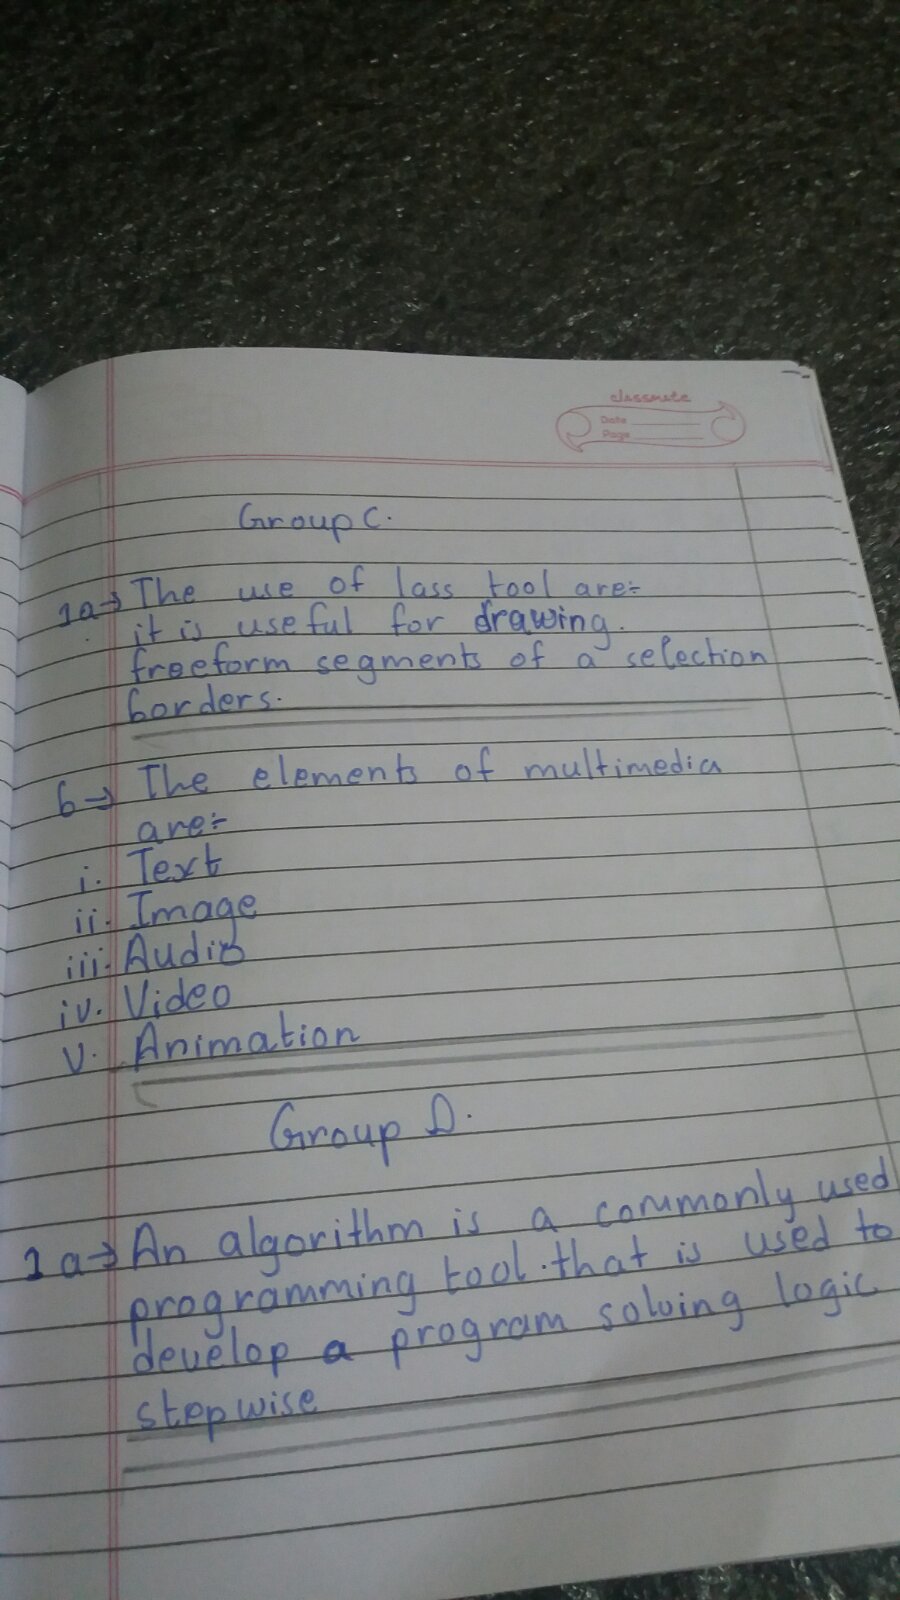 classmate
Date
Page
Group C.
1a→ The use of lass tool are:-
it is useful for drawing.
freeform segments of a selection
borders.
b→ The elements of multimedia
are:-
i. Text
ii. Image
iii. Audio
iv. Video
v. Animation
Group D.
1 a→ An algorithm is a commonly used
programming tool.that is used to
develop a program solving logic
stepwise